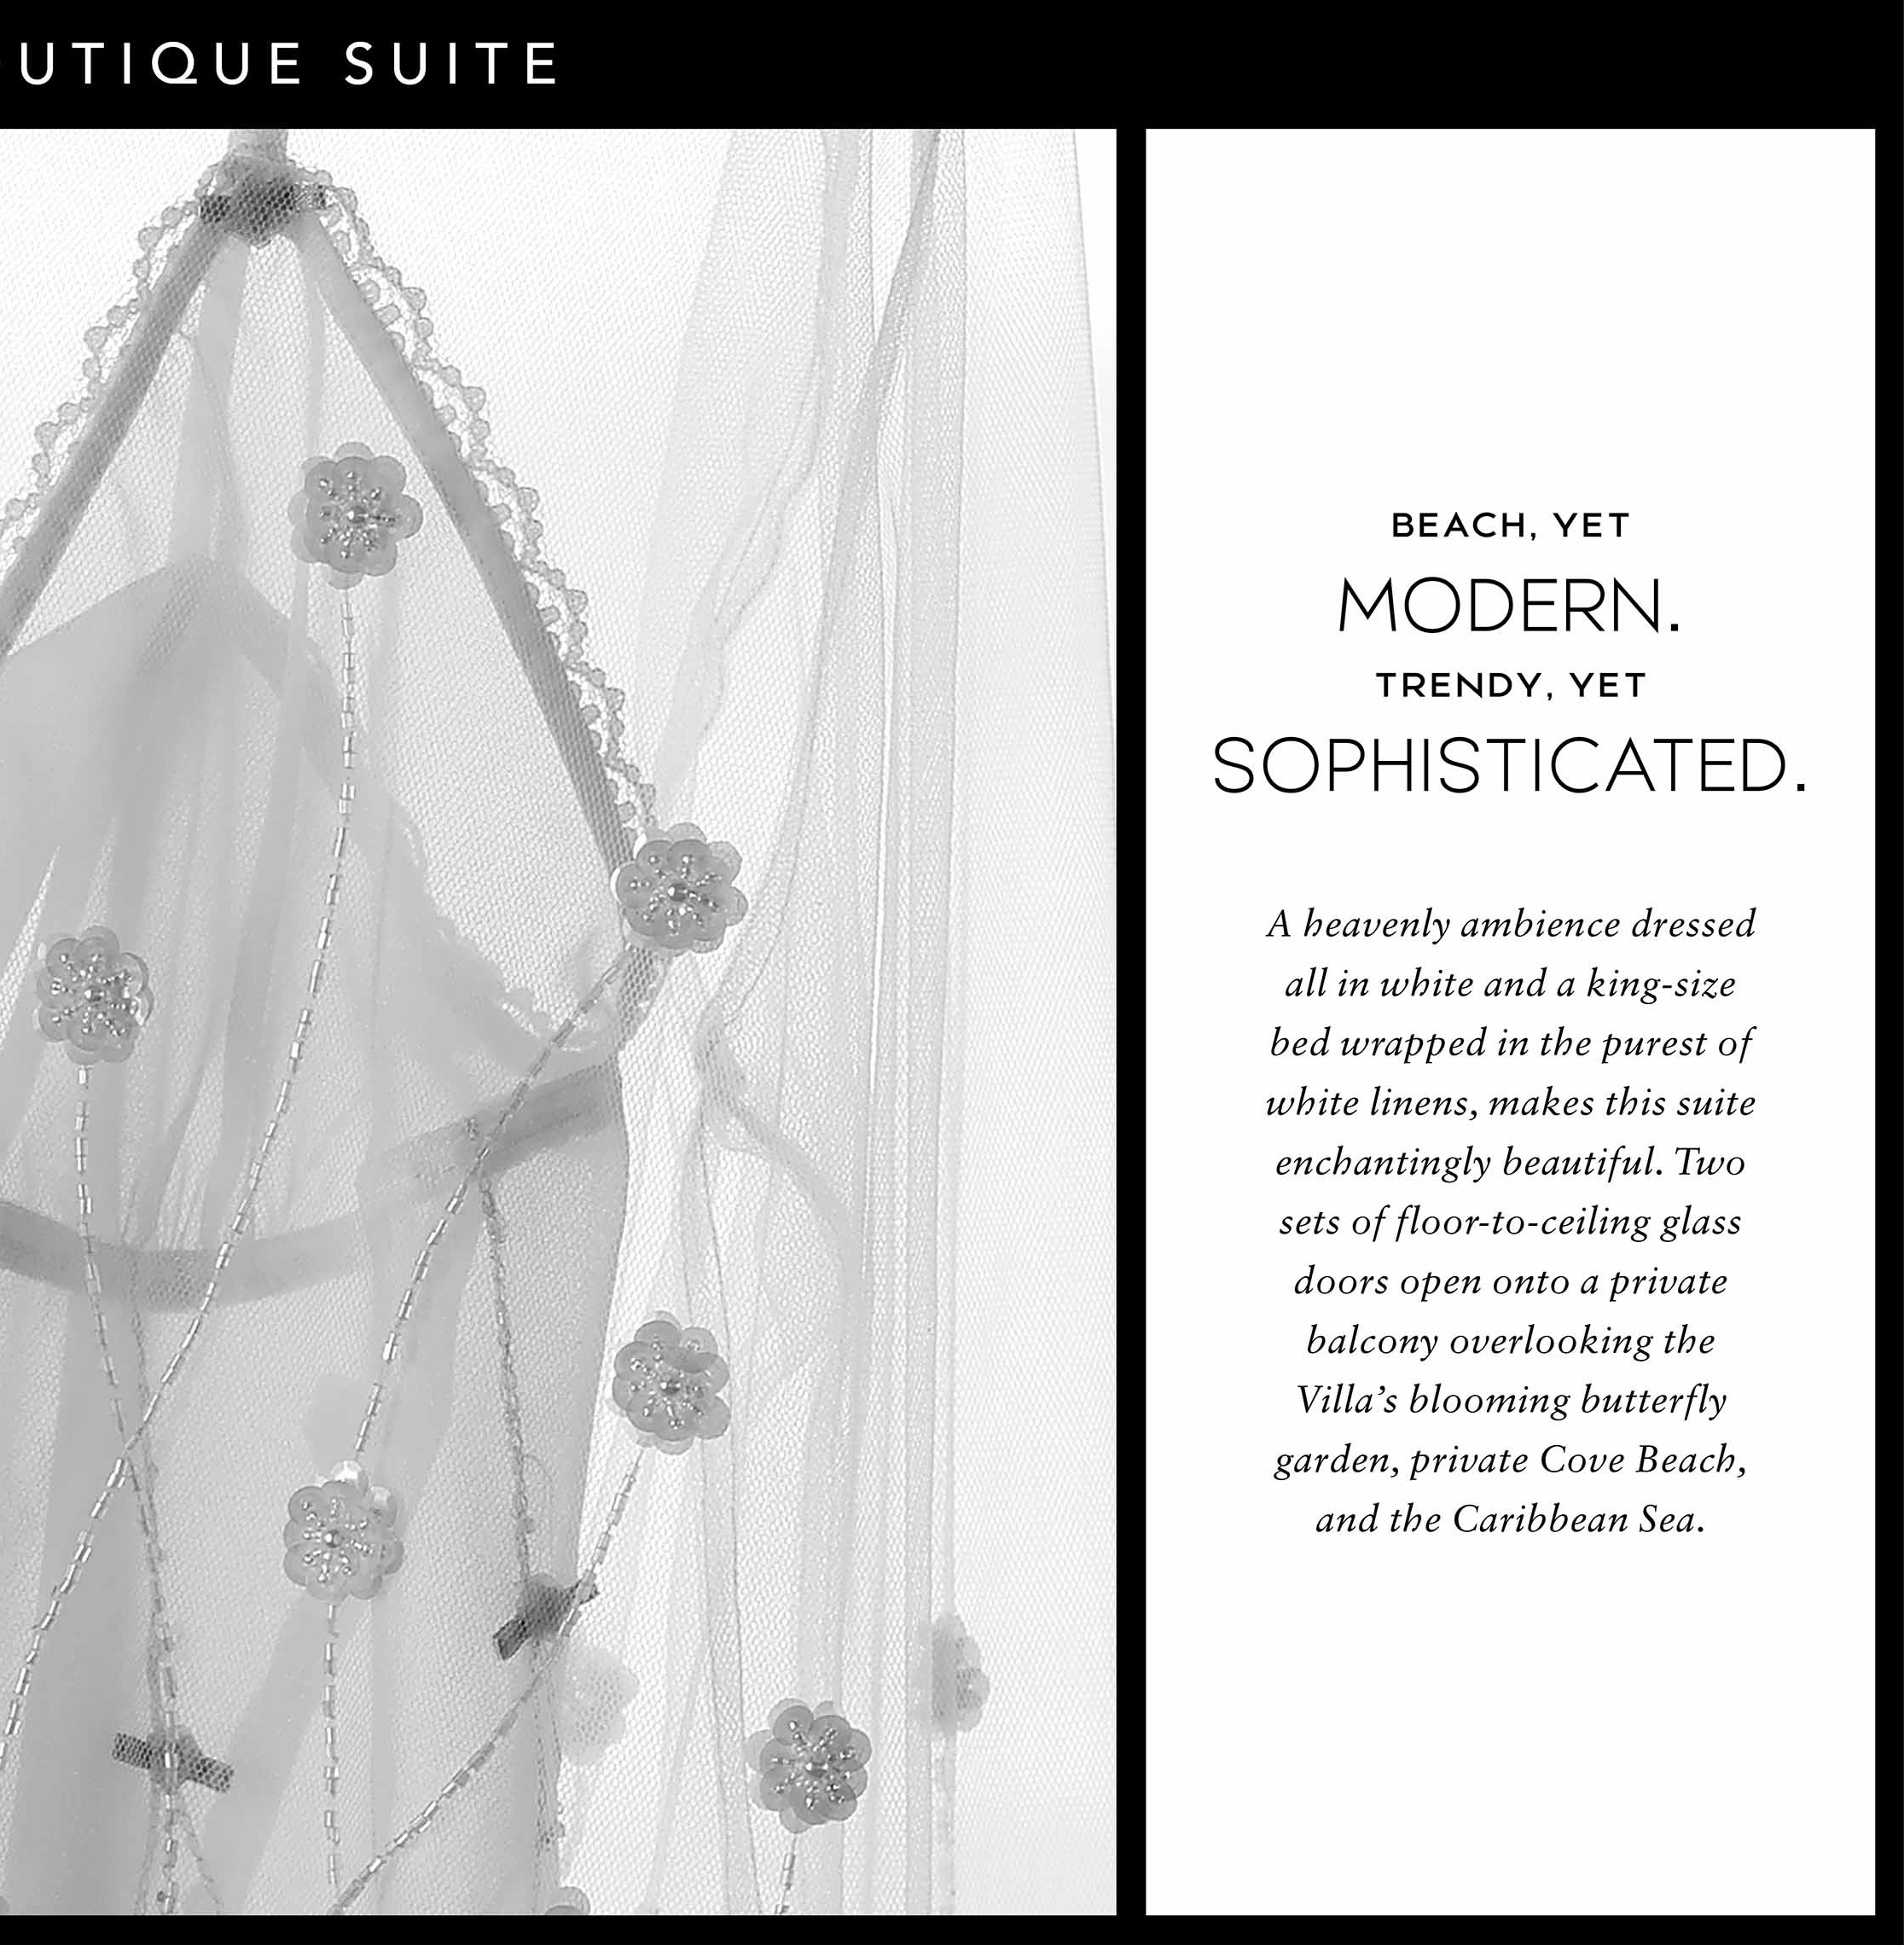 UTIQUE SUITE
BEACH, YET
MODERN.
TRENDY, YET
SOPHISTICATED.
A heavenly ambience dressed
all in white and a king-size
bed wrapped in the purest of
white linens, makes this suite
enchantingly beautiful. Two
sets of floor-to-ceiling glass
doors open onto a private
balcony overlooking the
Villa’s blooming butterfly
garden, private Cove Beach,
and the Caribbean Sea.